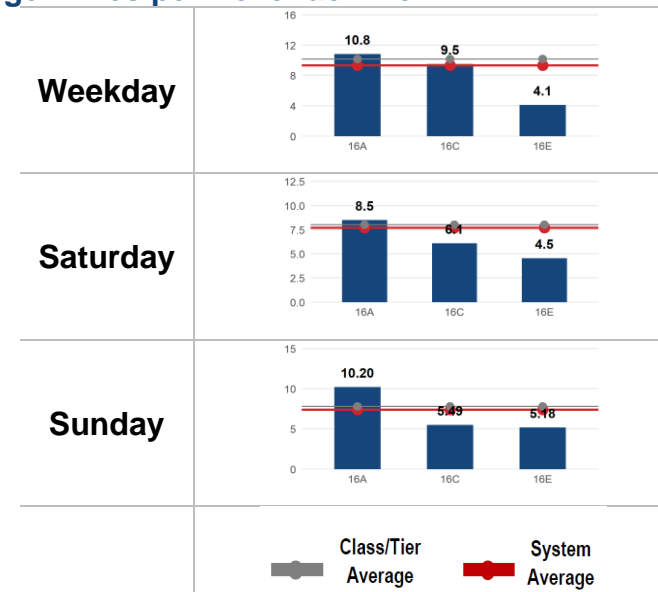 Weekday
16
12
8
4
0
10.8
9.5
4.1
16A 16C 16E
Saturday
12.5
10.0
7.5
5.0
2.5
0.0
8.5
6.1
4.5
16A 16C 16E
Sunday
15
10
5
0
10.20
5.49
5.18
16A 16C 16E
Class/Tier
Average
System
Average